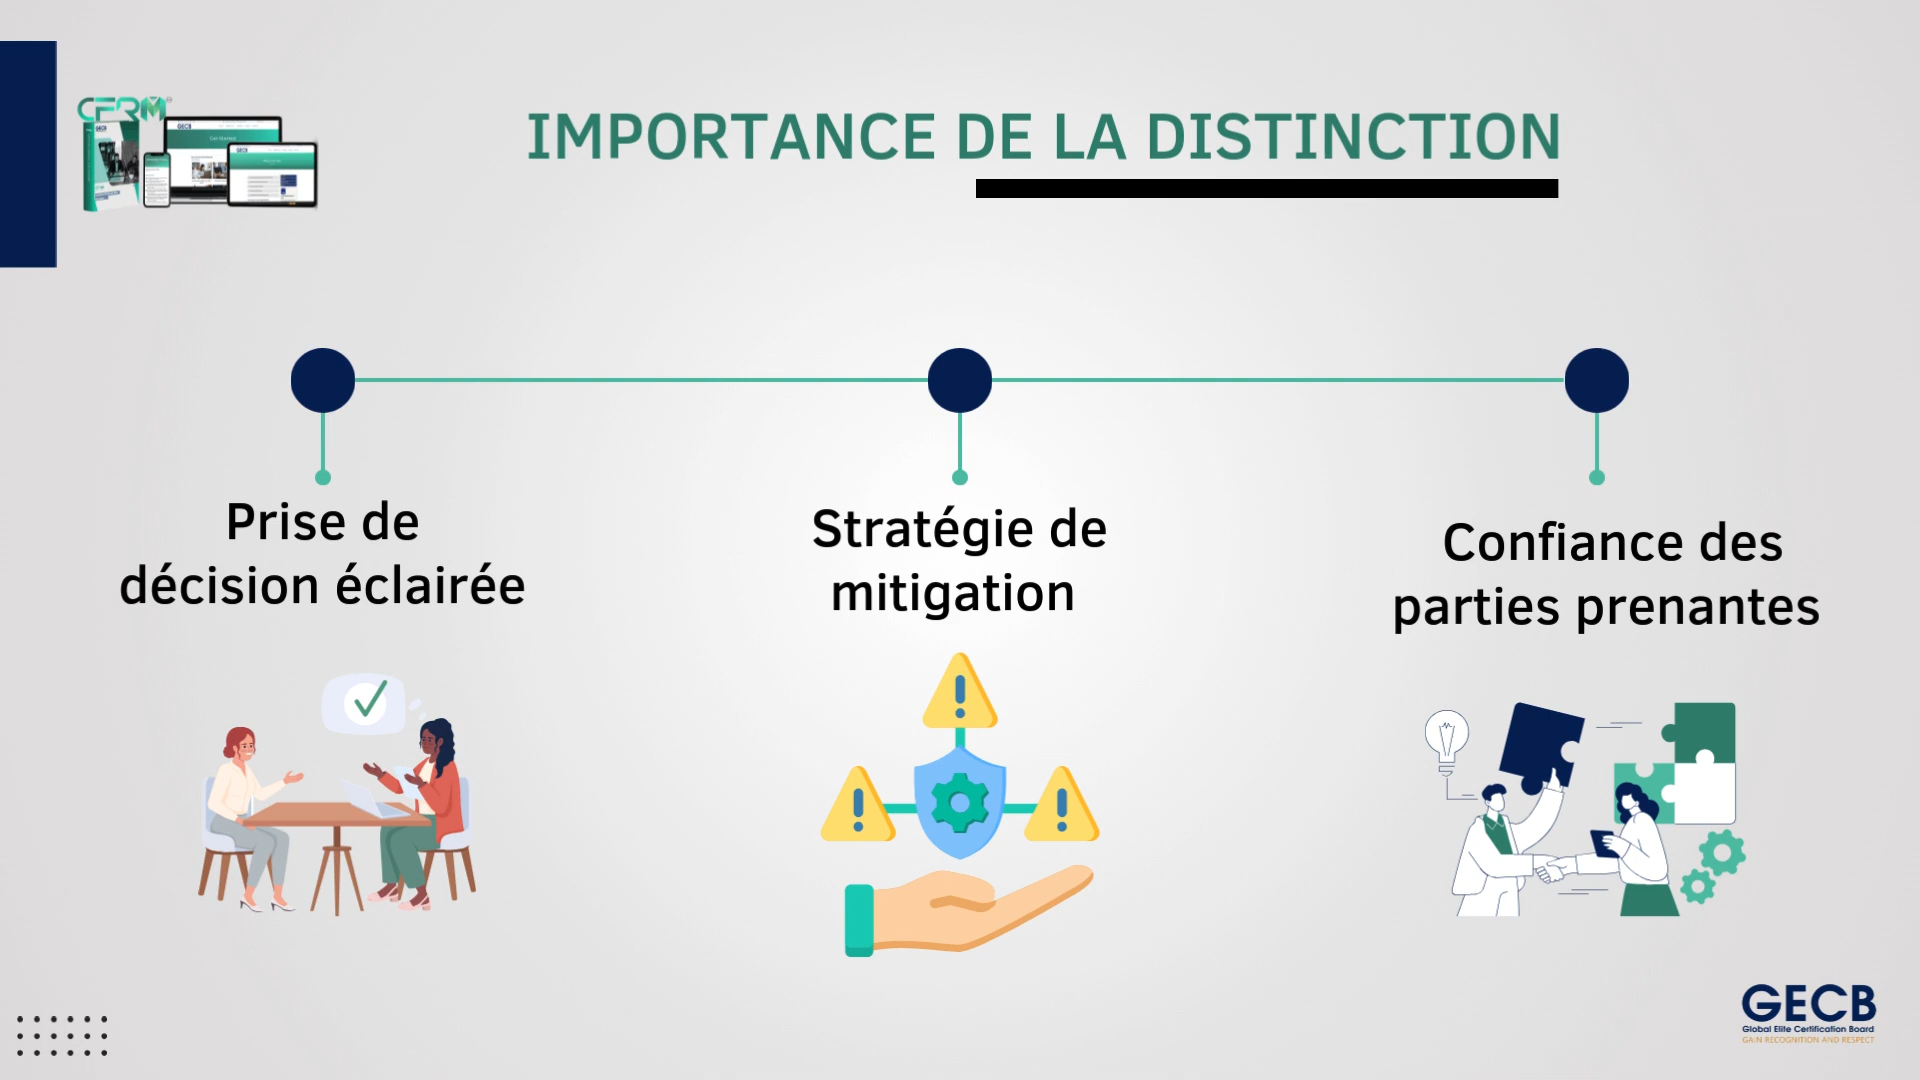 CERM
IMPORTANCE DE LA DISTINCTION
Prise de
décision éclairée
Stratégie de
mitigation
Confiance des
parties prenantes
GECB
Global Elite Certification Board
GAIN RECOGNITION AND RESPECT